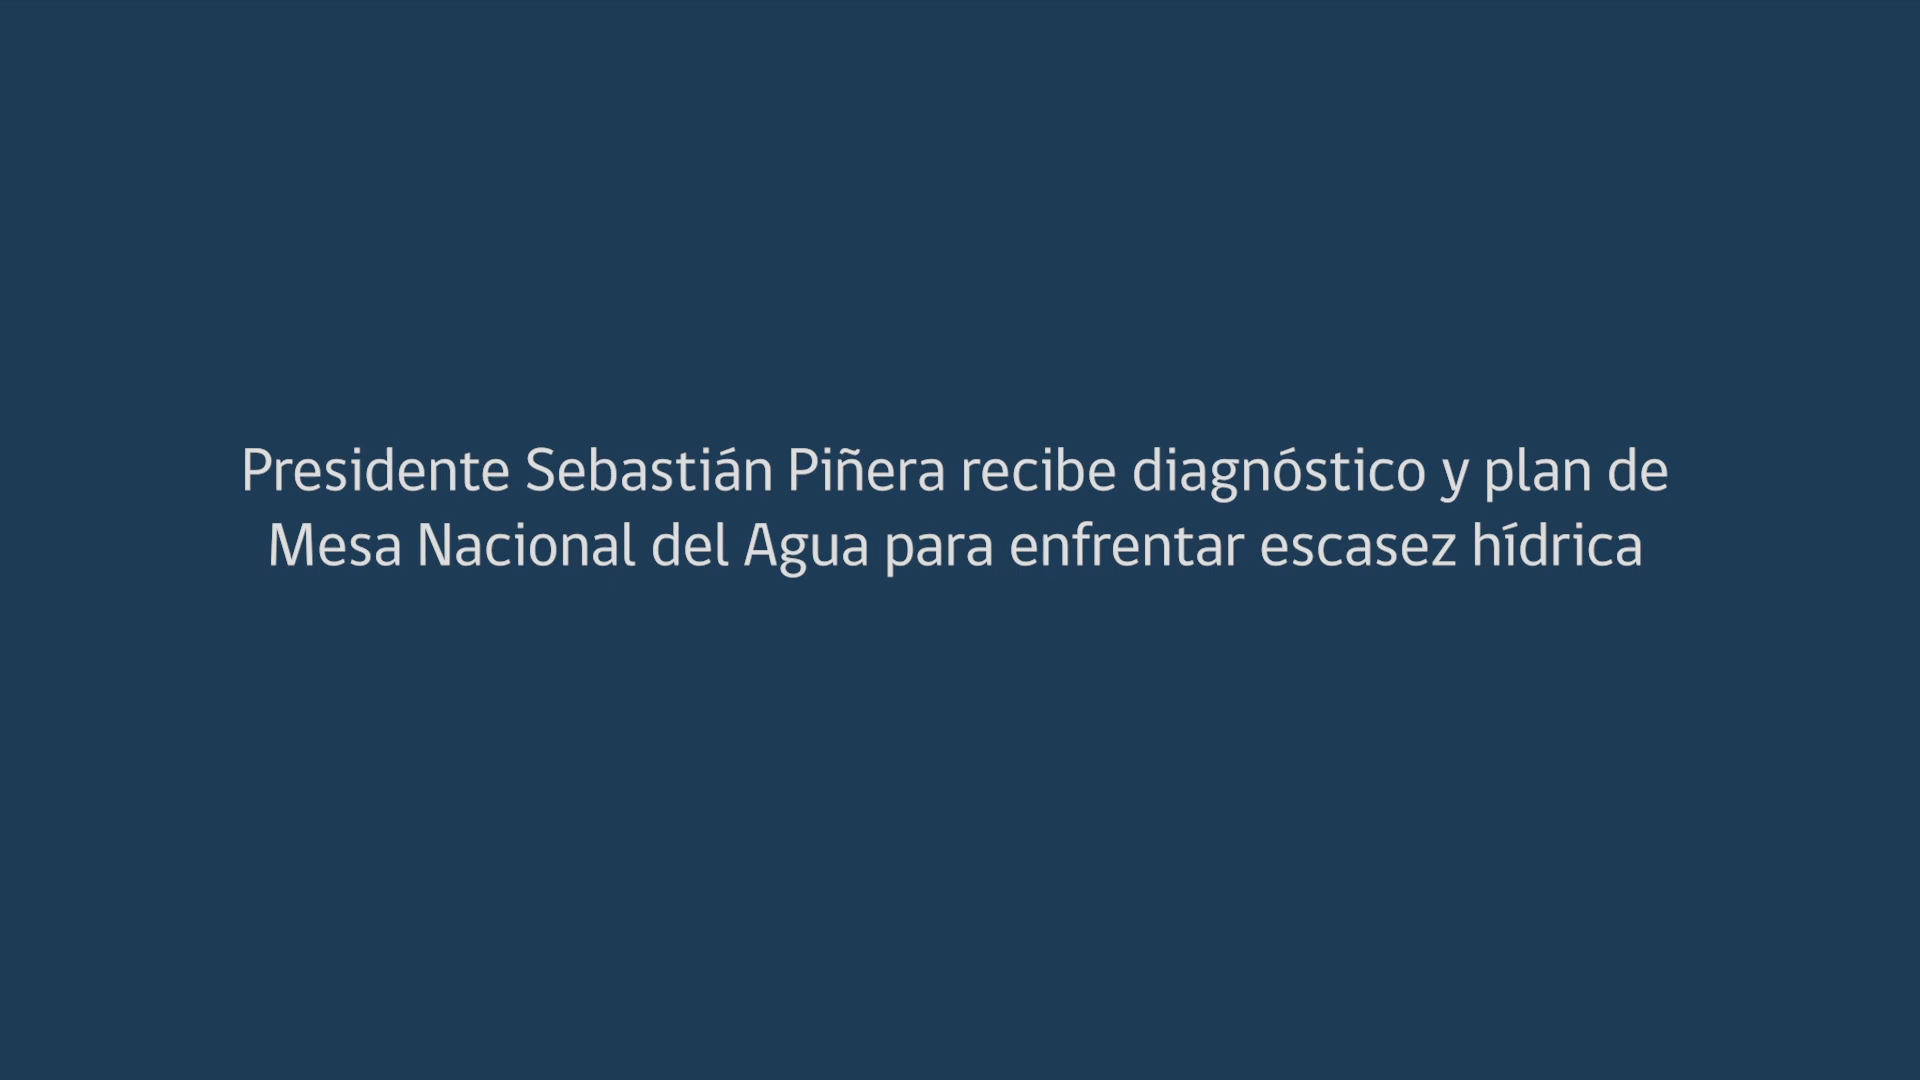 Presidente Sebastián Piñera recibe diagnóstico y plan de
Mesa Nacional del Agua para enfrentar escasez hídrica